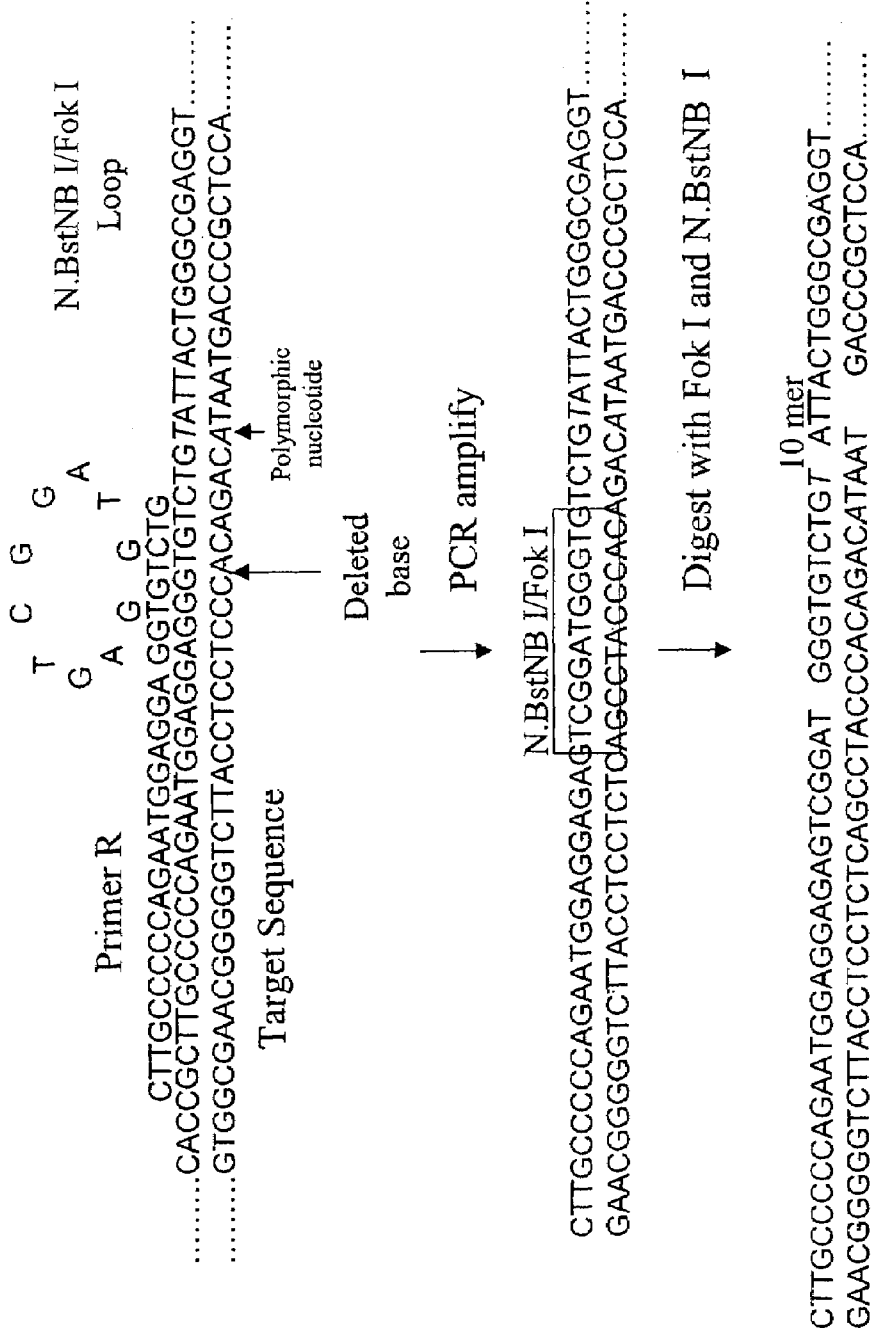 C G
T G
G A
A T
G G
N.BstNB I/Fok I
Loop
Primer R
CTTGCCCCCAGAATGGAGGA GGTGTCTG
.........CACCGCTTGCCCCCAGAATGGAGGAGGGTGTCTGTATTACTGGGCGAGGT.........
.........GTGGCGAACGGGGGTCTTACCTCCTCCCACAGACATAATGACCCGCTCCA.........
Target Sequence
Polymorphic
nucleotide
Deleted
base
PCR amplify
N.BstNB I/Fok I
CTTGCCCCCAGAATGGAGGAGAGTCGGATGGGTGTCTGTATTACTGGGCGAGGT.........
GAACGGGGGTCTTACCTCCTCTCAGCCTACCCACAGACATAATGACCCGCTCCA.........
Digest with Fok I and N.BstNB I
10 mer
CTTGCCCCCAGAATGGAGGAGAGTCGGAT GGGTGTCTGT ATTACTGGGCGAGGT.........
GAACGGGGGTCTTACCTCCTCTCAGCCTACCCACAGACATAAT GACCCGCTCCA.........